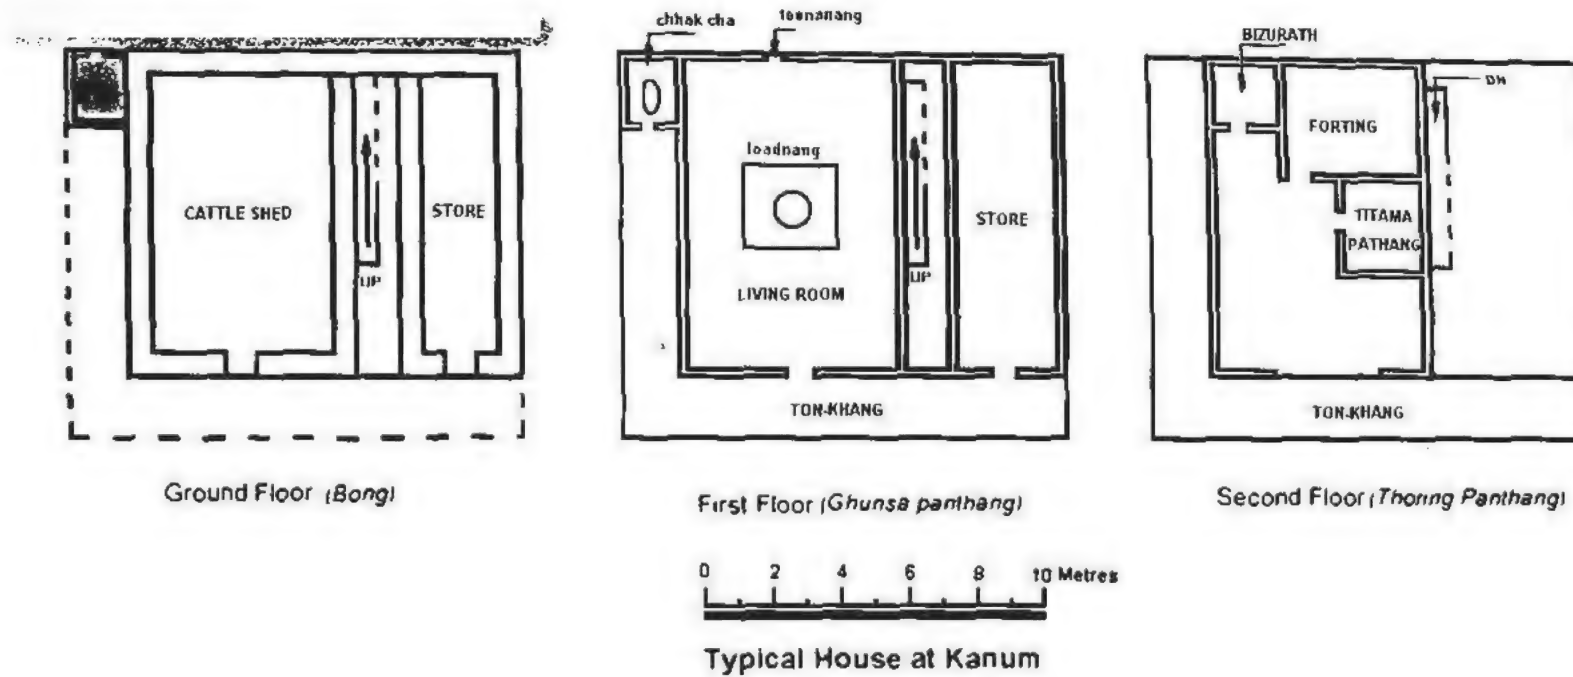 CATTLE SHED
STORE
UP
Ground Floor (Bong)
chhak cha
loadnang
LIVING ROOM
UP
STORE
TON-KHANG
First Floor (Ghunsa panthang)
BIZURATH
DN
FORTING
TITAMA
PATHANG
TON-KHANG
Second Floor (Thoring Panthang)
0 2 4 6 8 10 Metres
Typical House at Kanum